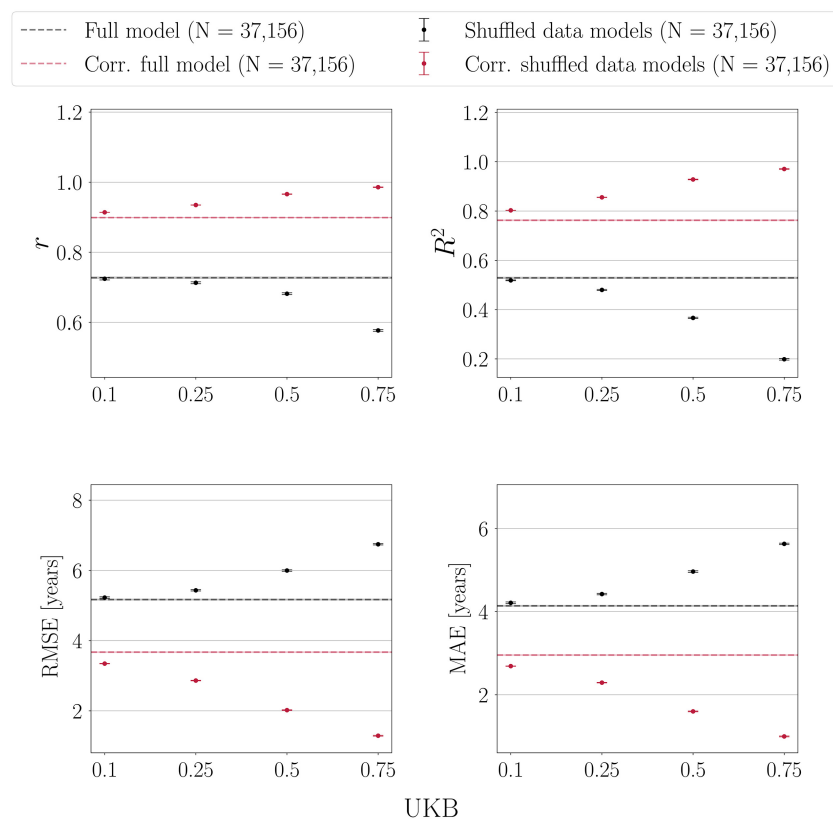 Full model (N = 37,156)
Shuffled data models (N = 37,156)
Corr. full model (N = 37,156)
Corr. shuffled data models (N = 37,156)
1.2
1.0
0.8
0.6
r
0.1 0.25 0.5 0.75
1.2
1.0
0.8
0.6
0.4
0.2
R²
0.1 0.25 0.5 0.75
8
6
4
2
RMSE [years]
0.1 0.25 0.5 0.75
6
4
2
MAE [years]
0.1 0.25 0.5 0.75
UKB